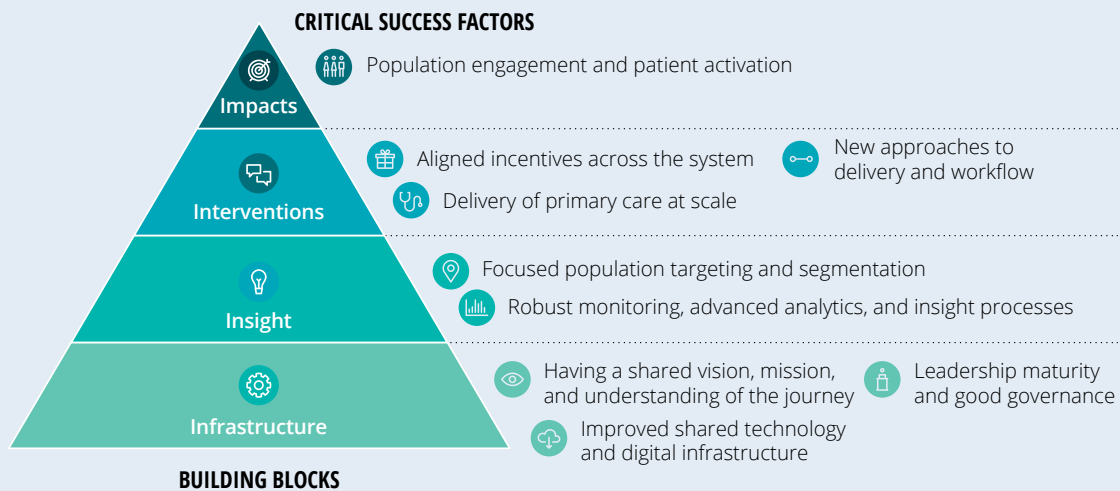 CRITICAL SUCCESS FACTORS
Impacts
Population engagement and patient activation
Interventions
Aligned incentives across the system
New approaches to
delivery and workflow
Delivery of primary care at scale
Insight
Focused population targeting and segmentation
Robust monitoring, advanced analytics, and insight processes
Infrastructure
Having a shared vision, mission,
and understanding of the journey
Leadership maturity
and good governance
Improved shared technology
and digital infrastructure
BUILDING BLOCKS